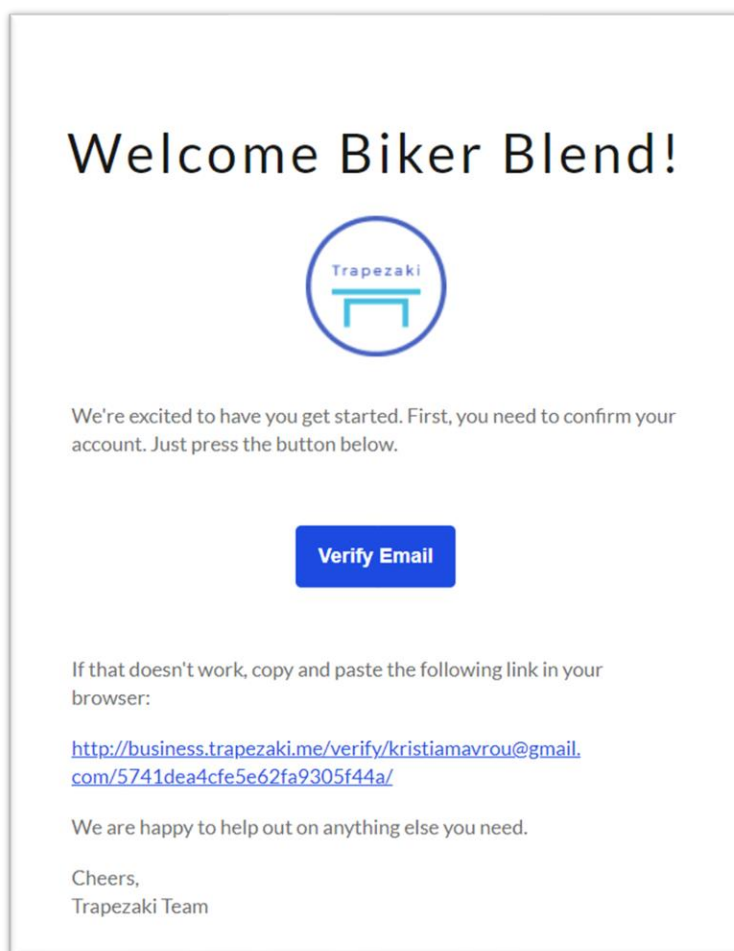 Welcome Biker Blend!
Trapezaki
We're excited to have you get started. First, you need to confirm your
account. Just press the button below.
Verify Email
If that doesn't work, copy and paste the following link in your
browser:
http://business.trapezaki.me/verify/kristiamavrou@gmail.
com/5741dea4cfe5e62fa9305f44a/
We are happy to help out on anything else you need.
Cheers,
Trapezaki Team